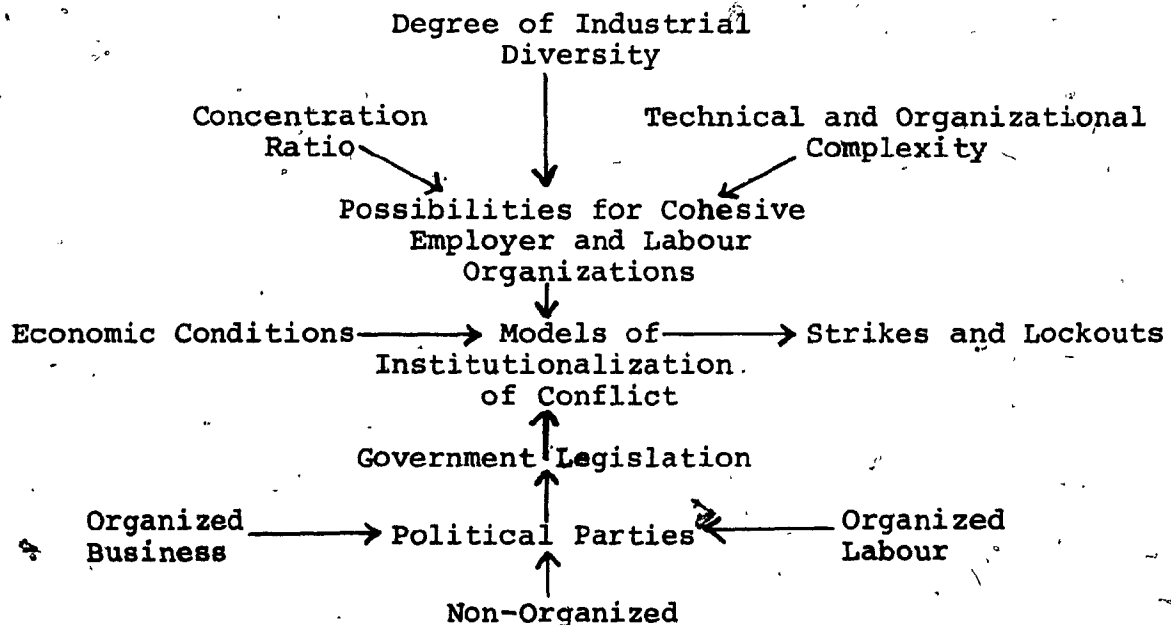 Degree of Industrial
Diversity
Concentration
Ratio
Technical and Organizational
Complexity
Possibilities for Cohesive
Employer and Labour
Organizations
Economic Conditions
Models of
Institutionalization
of Conflict
Strikes and Lockouts
Government Legislation
Organized
Business
Political Parties
Organized
Labour
Non-Organized